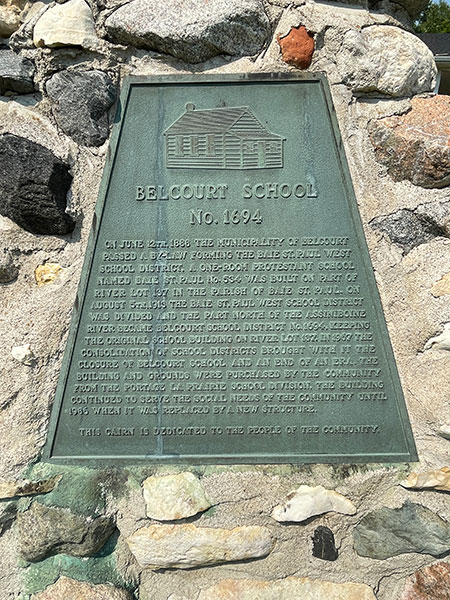 BELCOURT SCHOOL
No. 1694
ON JUNE 12TH, 1888 THE MUNICIPALITY OF BELCOURT
PASSED A BY-LAW FORMING THE BAIE ST. PAUL WEST
SCHOOL DISTRICT. A ONE-ROOM PROTESTANT SCHOOL
NAMED BAIE ST. PAUL No. 534 WAS BUILT ON PART OF
RIVER LOT 137 IN THE PARISH OF BAIE ST. PAUL. ON
AUGUST 5TH, 1913 THE BAIE ST. PAUL WEST SCHOOL DISTRICT
WAS DIVIDED AND THE PART NORTH OF THE ASSINIBOINE
RIVER BECAME BELCOURT SCHOOL DISTRICT No. 1694, KEEPING
THE ORIGINAL SCHOOL BUILDING ON RIVER LOT 137. IN 1967 THE
CONSOLIDATION OF SCHOOL DISTRICTS BROUGHT WITH IT THE
CLOSURE OF BELCOURT SCHOOL AND AN END OF AN ERA. THE
BUILDING AND GROUNDS WERE PURCHASED BY THE COMMUNITY
FROM THE PORTAGE LA PRAIRIE SCHOOL DIVISION. THE BUILDING
CONTINUED TO SERVE THE SOCIAL NEEDS OF THE COMMUNITY UNTIL
1986 WHEN IT WAS REPLACED BY A NEW STRUCTURE.
THIS CAIRN IS DEDICATED TO THE PEOPLE OF THE COMMUNITY.